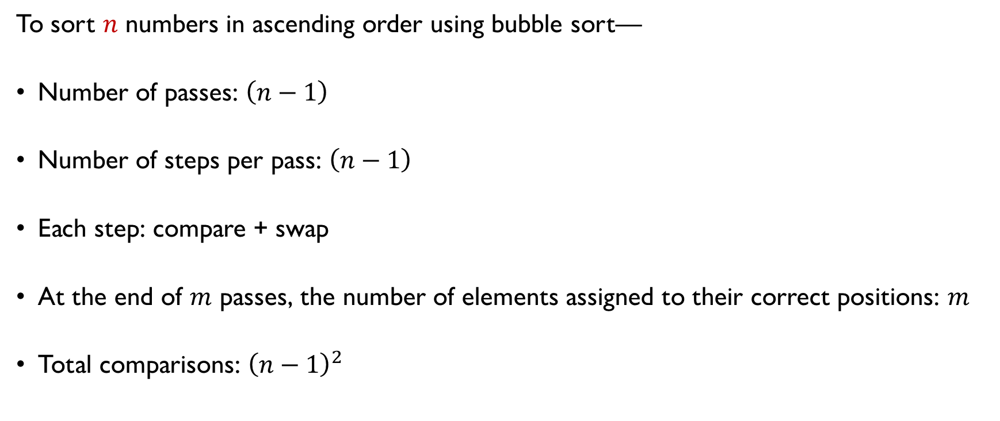 To sort n numbers in ascending order using bubble sort—
• Number of passes: (n − 1)
• Number of steps per pass: (n − 1)
• Each step: compare + swap
• At the end of m passes, the number of elements assigned to their correct positions: m
• Total comparisons: (n − 1)²